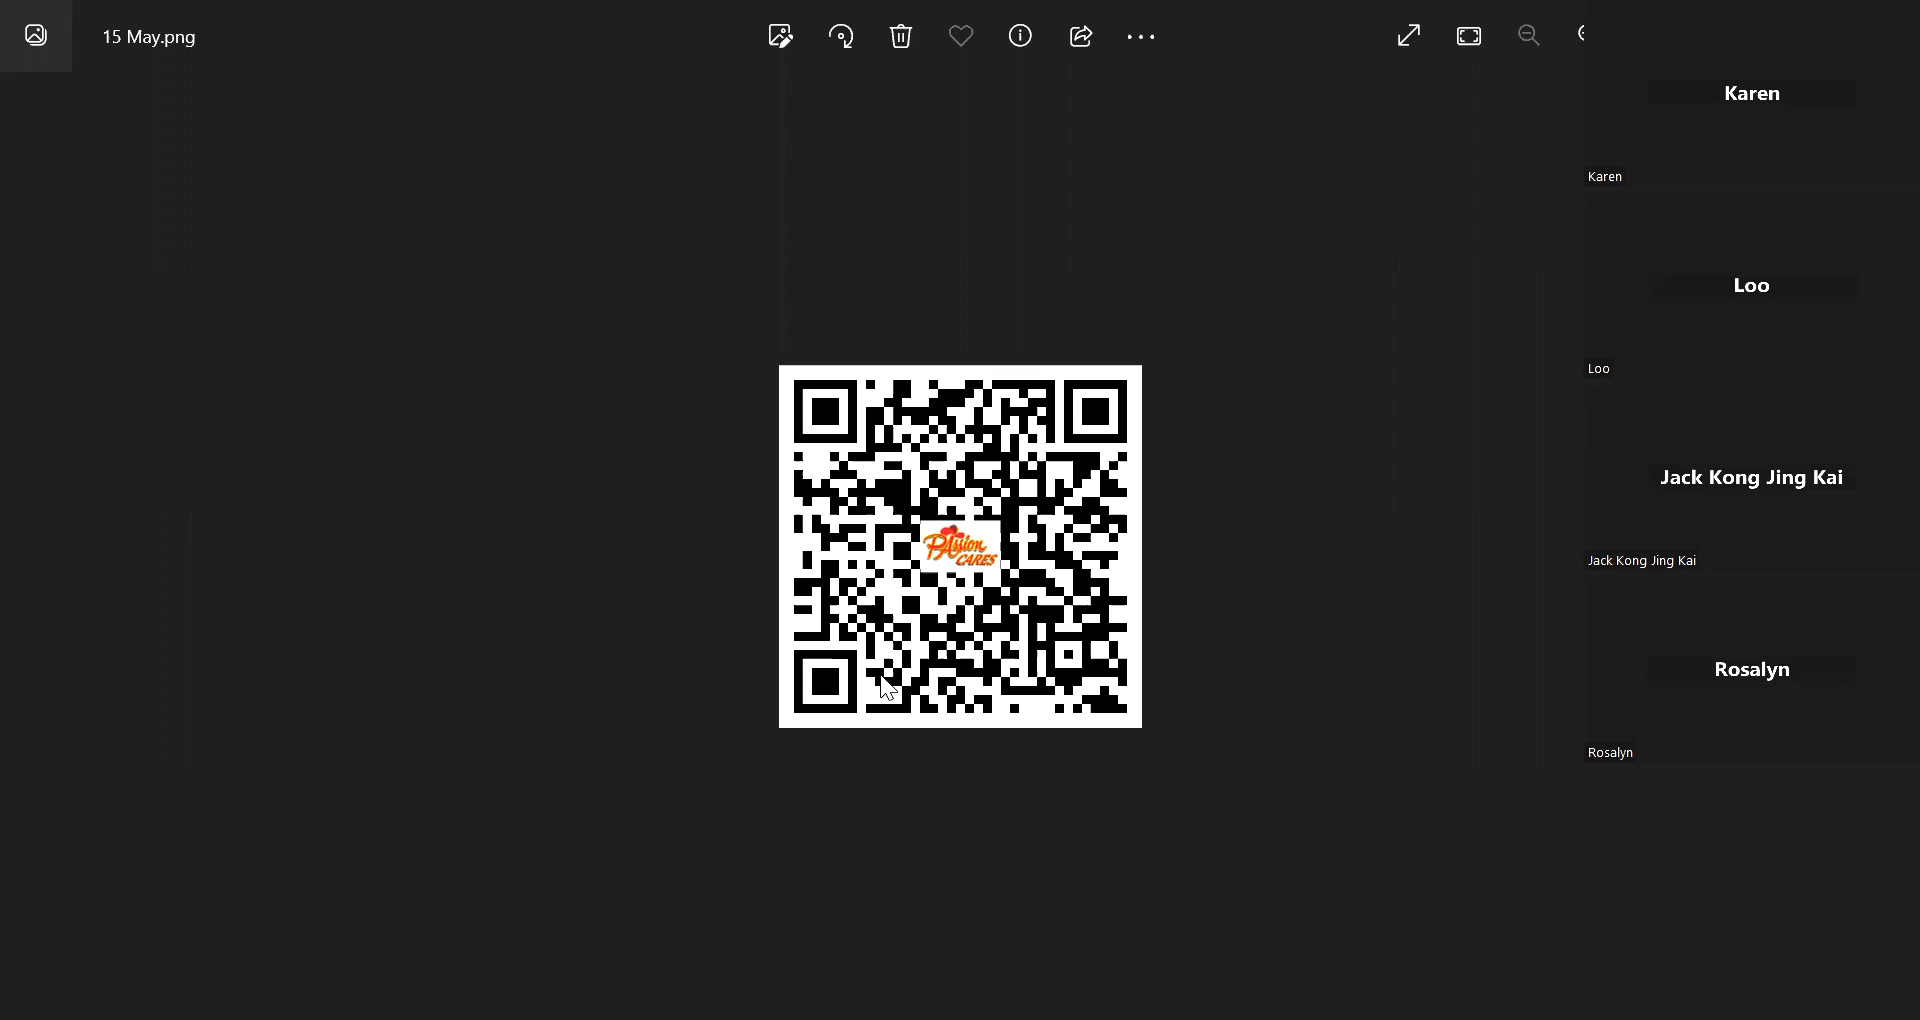 15 May.png
Karen
Karen
Loo
Loo
Jack Kong Jing Kai
Jack Kong Jing Kai
Rosalyn
Rosalyn
PAssion
CARES